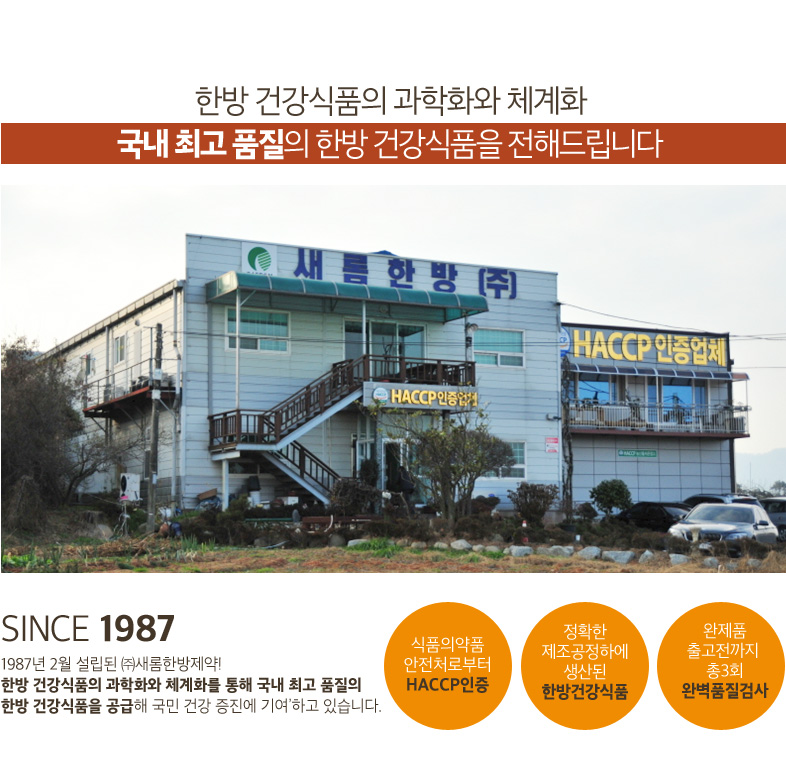 한방 건강식품의 과학화와 체계화
국내 최고 품질의 한방 건강식품을 전해드립니다
새롬한방(주)
HACCP인증업체
HACCP인증업체
HACCP
SINCE 1987
1987년 2월 설립된 ㈜새롬한방제약!
한방 건강식품의 과학화와 체계화를 통해 국내 최고 품질의
한방 건강식품을 공급해 국민 건강 증진에 기여'하고 있습니다.
식품의약품
안전처로부터
HACCP인증
정확한
제조공정하에
생산된
한방건강식품
완제품
출고전까지
총3회
완벽품질검사